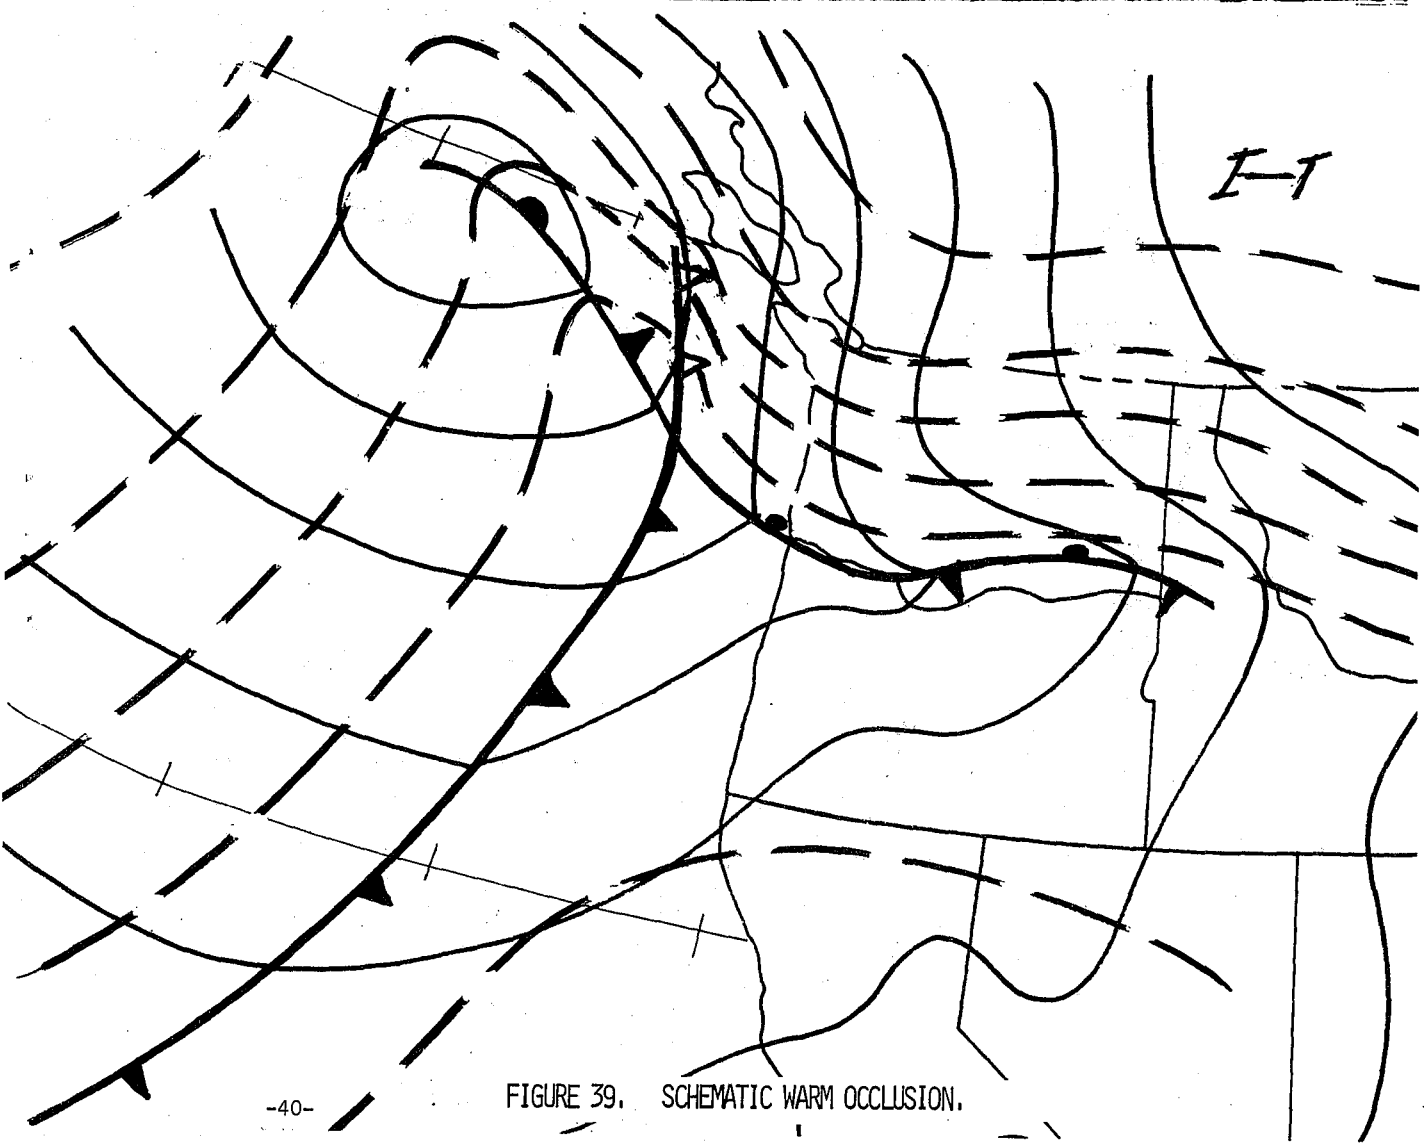 E-T
-40-
FIGURE 39. SCHEMATIC WARM OCCLUSION.